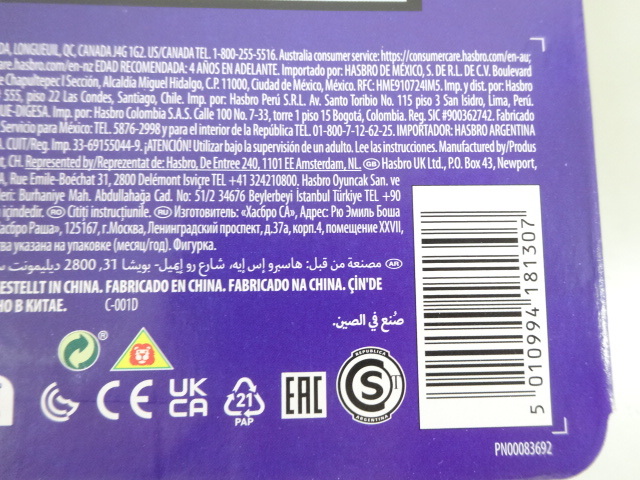 DA, LONGUEUIL, QC, CANADA J4G 1G2. US/CANADA TEL. 1-800-255-5516. Australia consumer service: https://consumercare.hasbro.com/en-au;
care.hasbro.com/en-nz EDAD RECOMENDADA: 4 AÑOS EN ADELANTE. Importado por: HASBRO DE MÉXICO, S. DE R.L. DE C.V. Boulevard
e Chapultepec I Sección, Alcaldía Miguel Hidalgo, C.P. 11000, Ciudad de México, México. RFC: HME910724IM5. Imp. y dist. por: Hasbro
º 555, piso 22 Las Condes, Santiago, Chile. Imp. por: Hasbro Perú S.R.L. Av. Santo Toribio No. 115 piso 3 San Isidro, Lima, Perú.
UE-DIGESA. Imp. por: Hasbro Colombia S.A.S. Calle 100 No. 7-33, torre 1 piso 15 Bogotá, Colombia, Reg. SIC #900362742. Fabricado
Servicio para México: TEL. 5876-2998 y para el interior de la República TEL. 01-800-7-12-62-25. IMPORTADOR: HASBRO ARGENTINA
A. CUIT/Reg. Imp. 33-69155044-9. ¡ATENCIÓN! Utilizar bajo la supervisión de un adulto. Lee las instrucciones. Manufactured by/Produs
, CH. Represented by/Reprezentat de: Hasbro, De Entree 240, 1101 EE Amsterdam, NL. GB Hasbro UK Ltd., P.O. Box 43, Newport,
A, Rue Emile-Boéchat 31, 2800 Delémont Isviçre TEL +41 324210800. Hasbro Oyuncak San. ve
leri: Burhaniye Mah. Abdullahağa Cad. No: 51/2 34676 Beylerbeyi İstanbul TEL +90
içindedir. RO Citiți instrucțiunile. RU Изготовитель: «Хасбро СА», Адрес: Рю Эмиль Боша
Хасбро Раша», 125167, г.Москва, Ленинградский проспект, д.37а, корп.4, помещение XXVII,
ва указана на упаковке (месяц/год). Фигурка.
AR مصنعة من قبل: هاسبرو إس إيه، شارع رو إميل- بويشا 31، 2800 ديليمونت س
ESTELLT IN CHINA. FABRICADO EN CHINA. FABRICADO NA CHINA. ÇİN'DE
НО В КИТАЕ. C-001D
صُنع في الصين.
CE UK CA 21 PAP EAC REPUBLICA S ARGENTINA
5 010994 181307
PN00083692